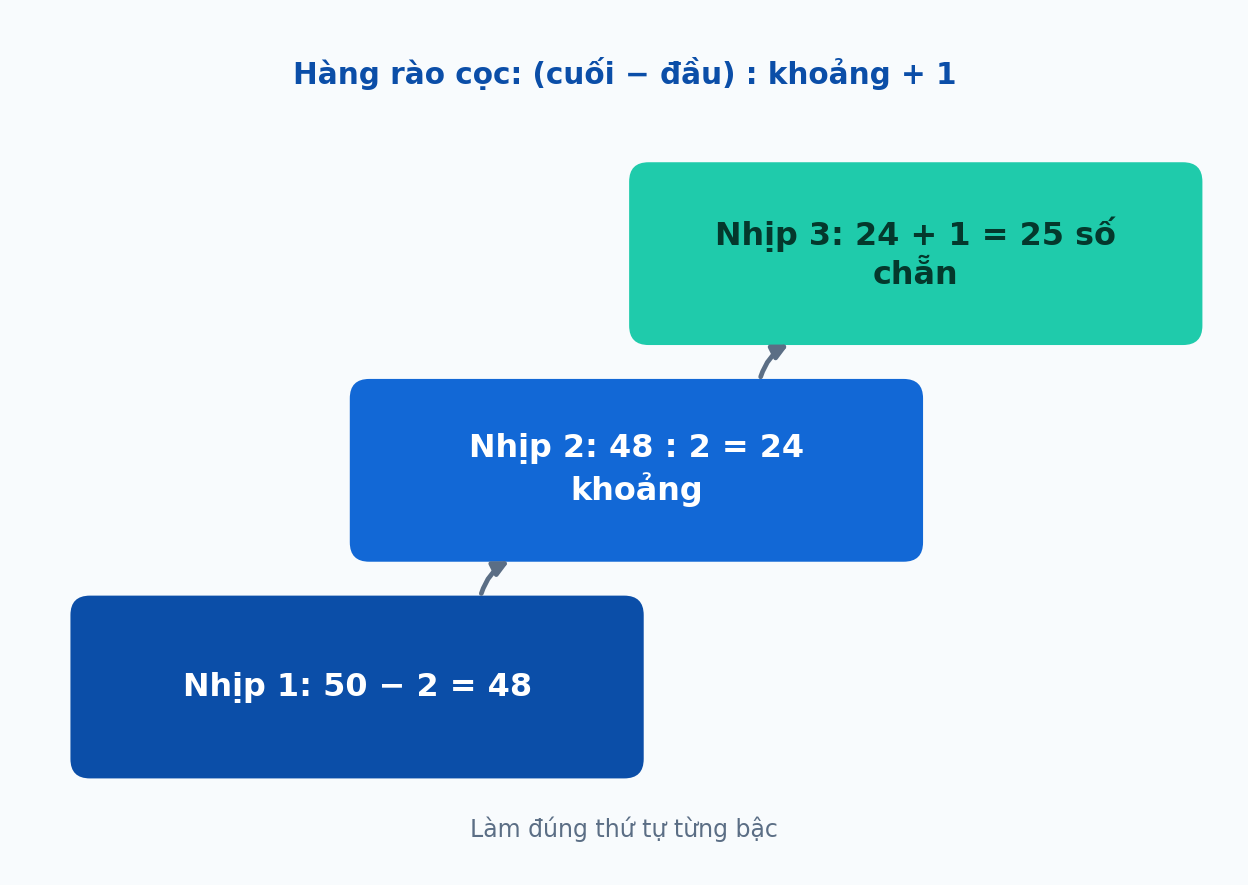 Hàng rào cọc: (cuối − đầu) : khoảng + 1
Nhịp 3: 24 + 1 = 25 số
chẵn
Nhịp 2: 48 : 2 = 24
khoảng
Nhịp 1: 50 − 2 = 48
Làm đúng thứ tự từng bậc